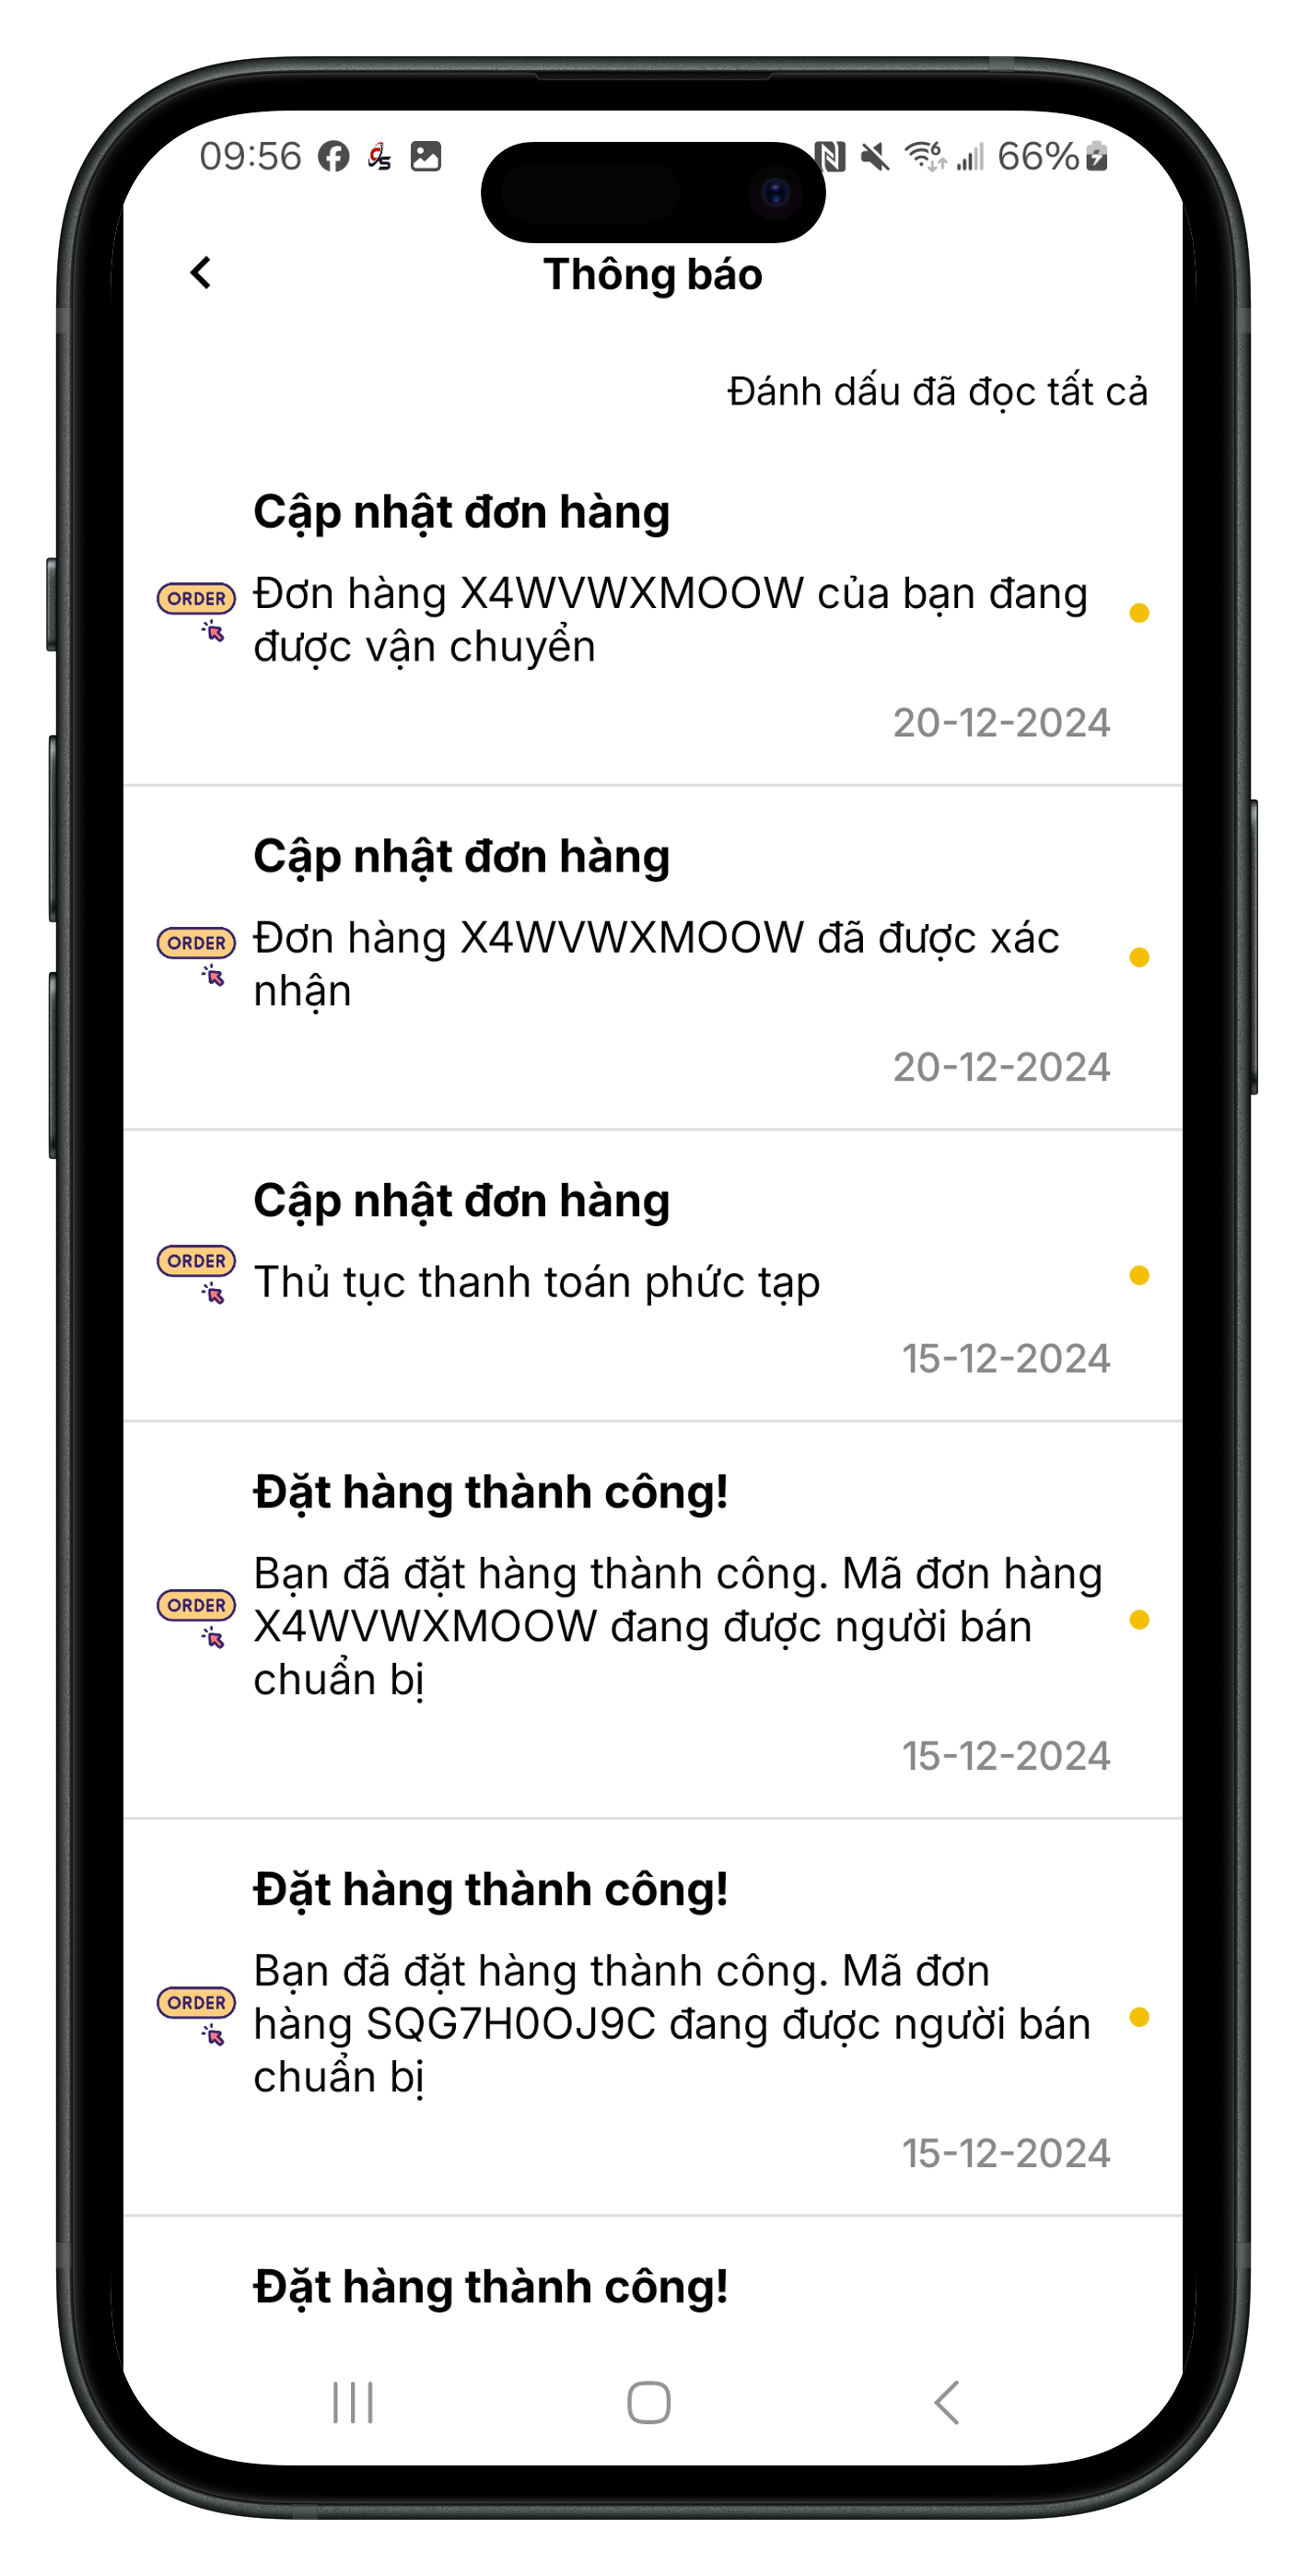 09:56
66%
Thông báo
Đánh dấu đã đọc tất cả
Cập nhật đơn hàng
ORDER
Đơn hàng X4WVWXMOOW của bạn đang
được vận chuyển
20-12-2024
Cập nhật đơn hàng
ORDER
Đơn hàng X4WVWXMOOW đã được xác
nhận
20-12-2024
Cập nhật đơn hàng
ORDER
Thủ tục thanh toán phức tạp
15-12-2024
Đặt hàng thành công!
ORDER
Bạn đã đặt hàng thành công. Mã đơn hàng
X4WVWXMOOW đang được người bán
chuẩn bị
15-12-2024
Đặt hàng thành công!
ORDER
Bạn đã đặt hàng thành công. Mã đơn
hàng SQG7H0OJ9C đang được người bán
chuẩn bị
15-12-2024
Đặt hàng thành công!